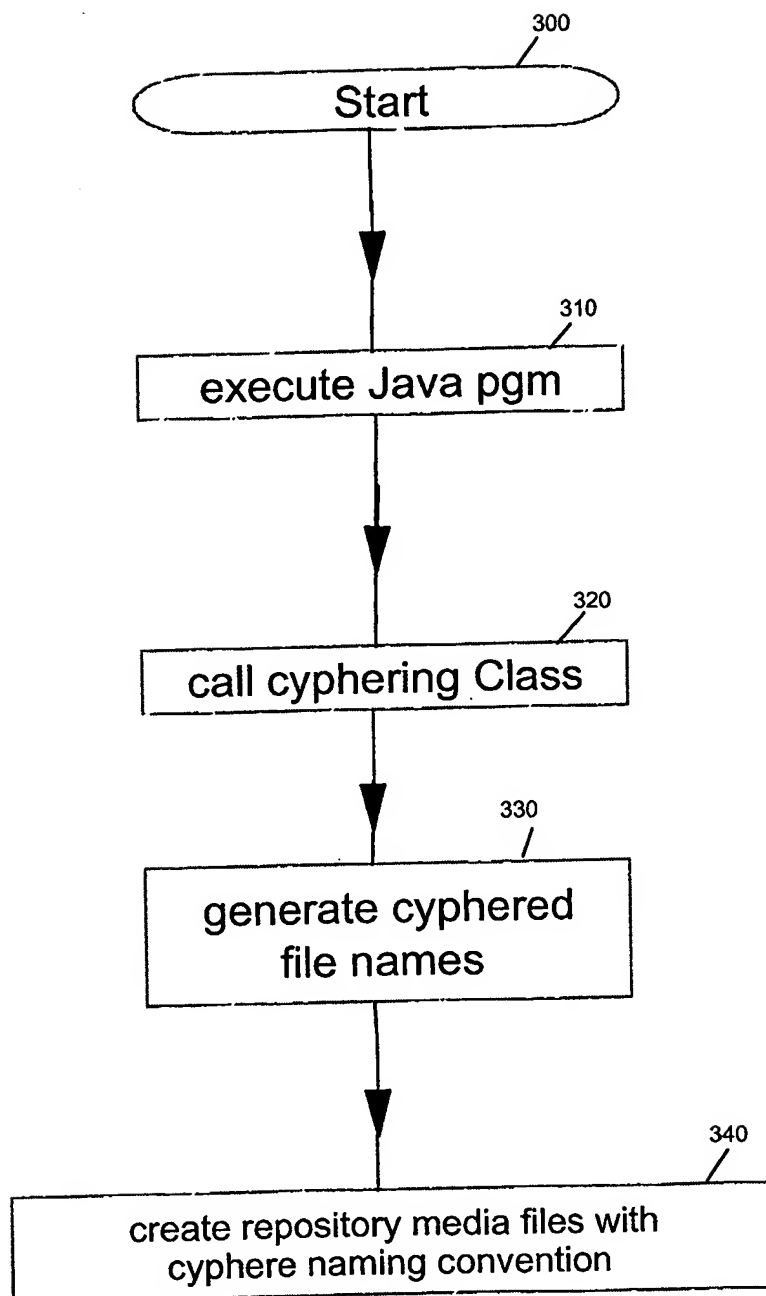 300
Start
310
execute Java pgm
320
call cyphering Class
330
generate cyphered
file names
340
create repository media files with
cyphere naming convention